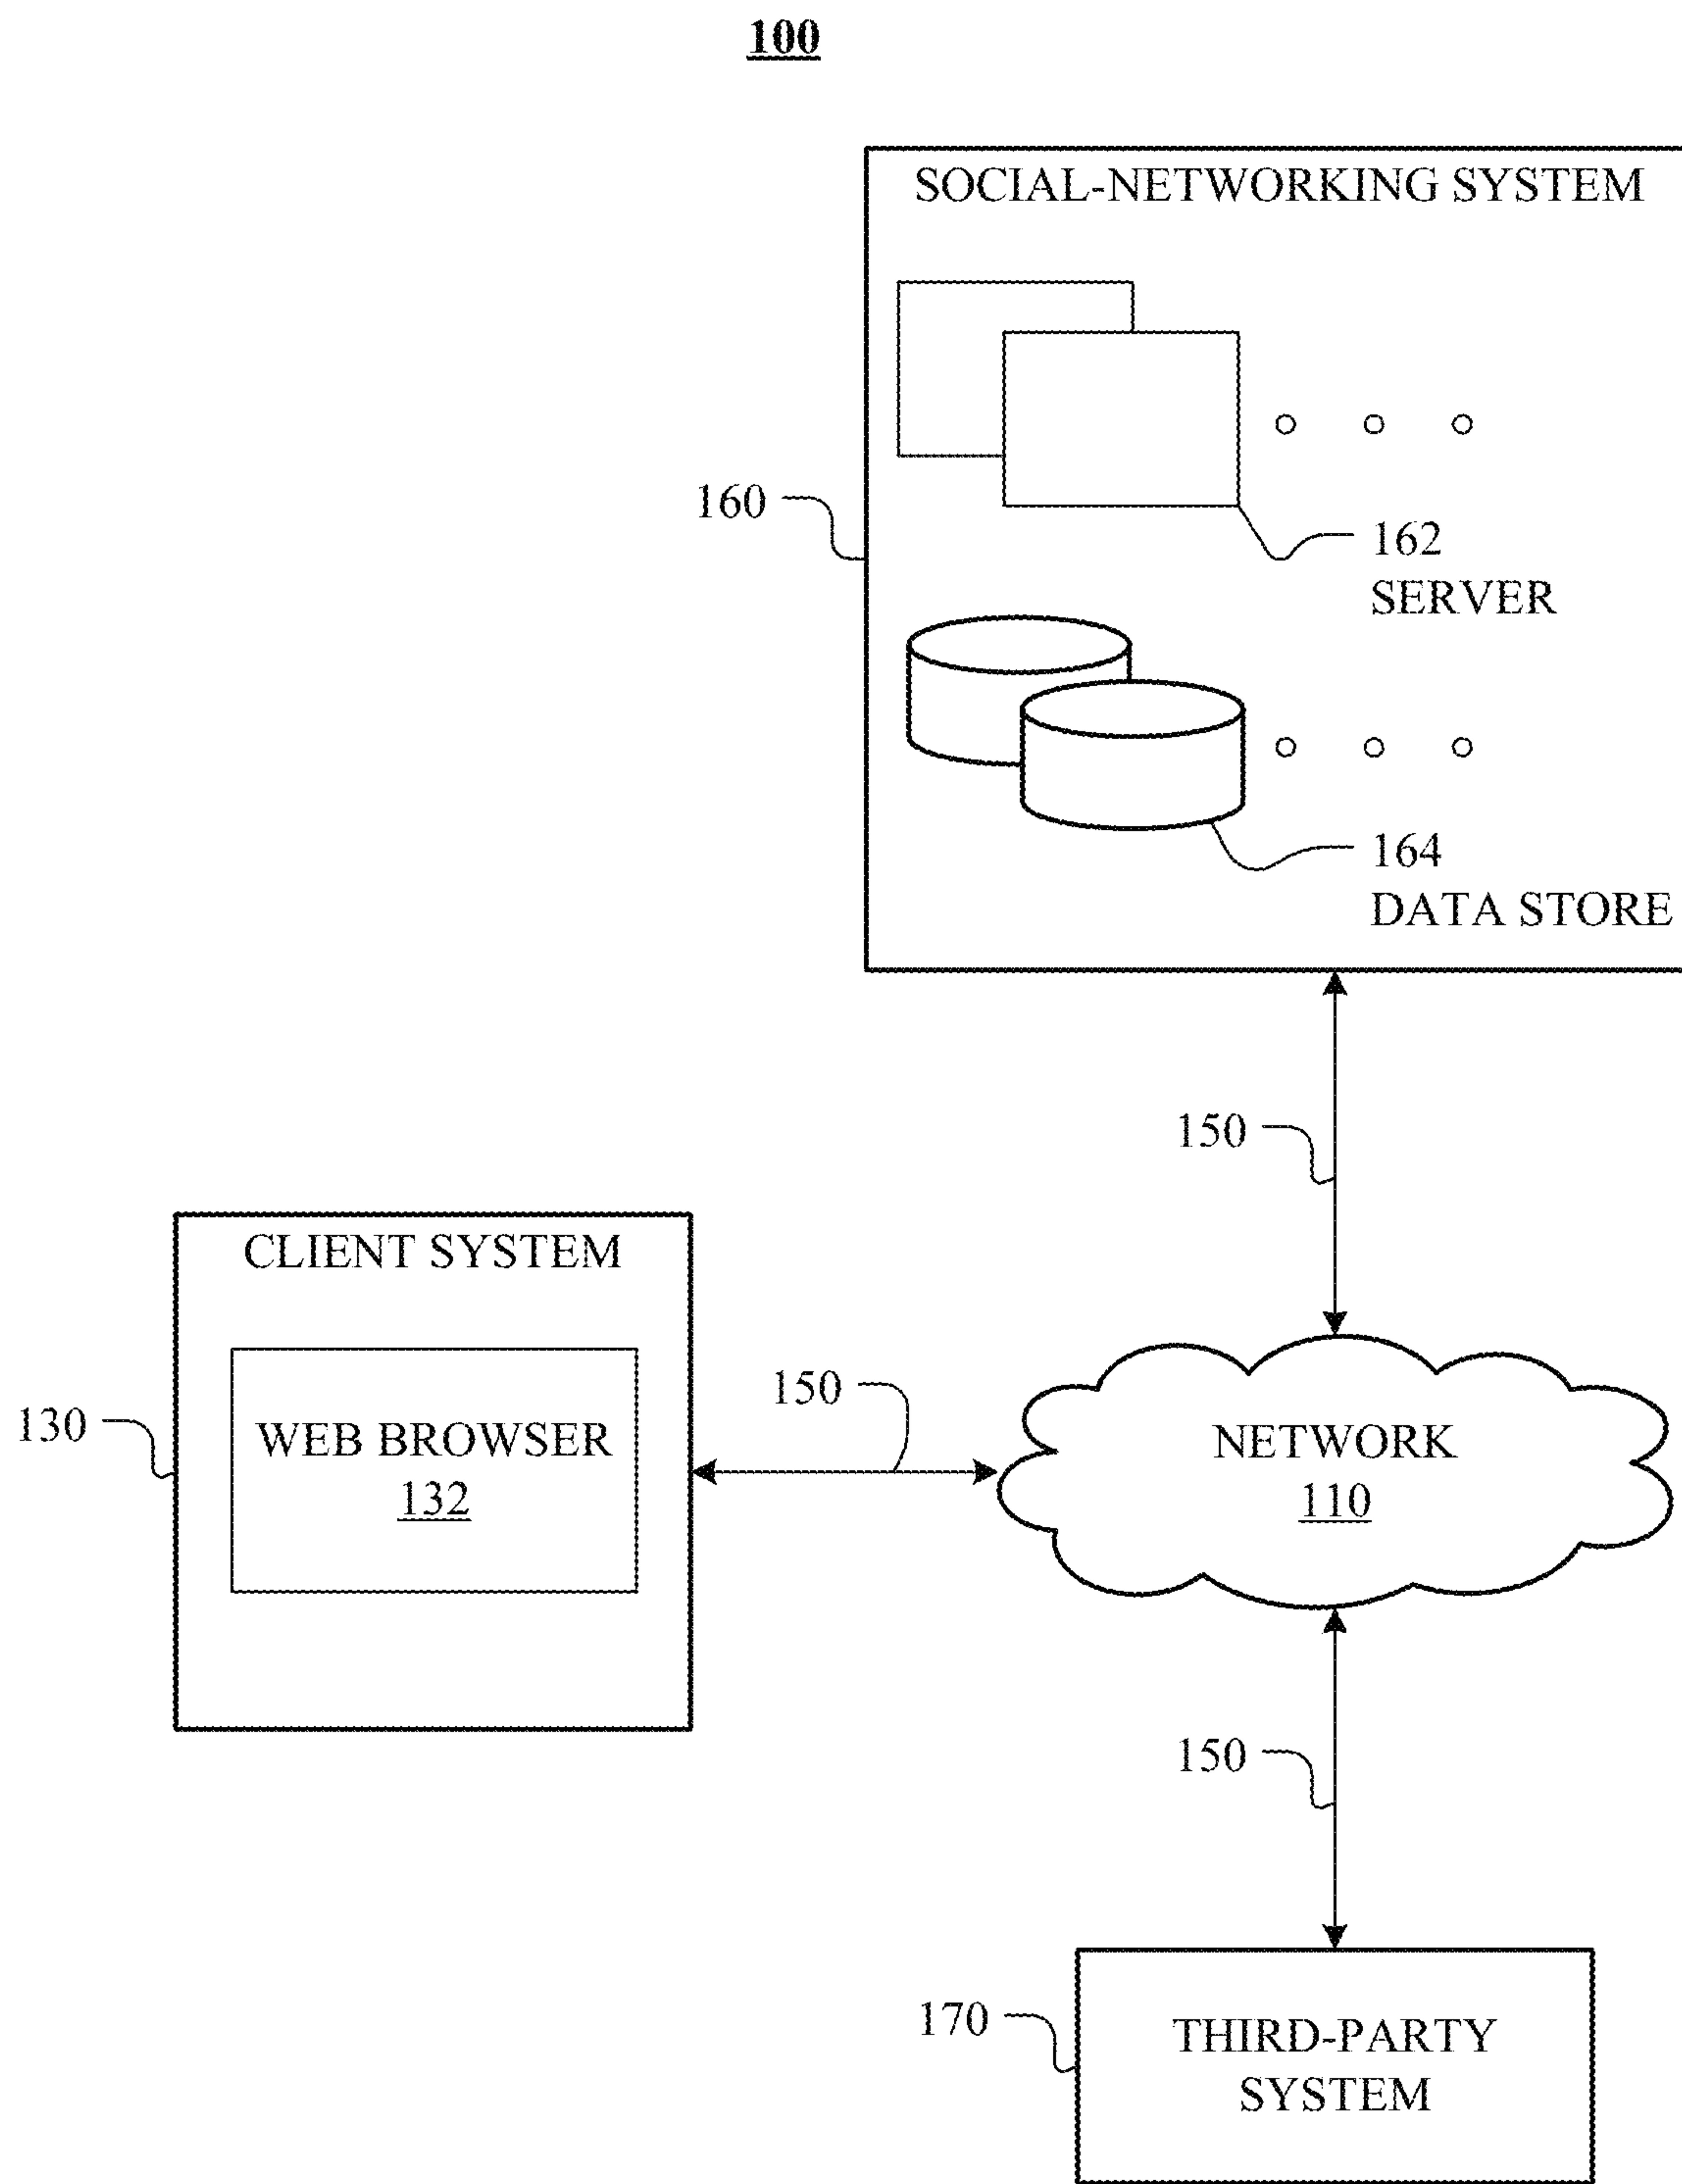 100
SOCIAL-NETWORKING SYSTEM
160
162
SERVER
164
DATA STORE
150
CLIENT SYSTEM
130
WEB BROWSER
132
150
NETWORK
110
150
170
THIRD-PARTY
SYSTEM